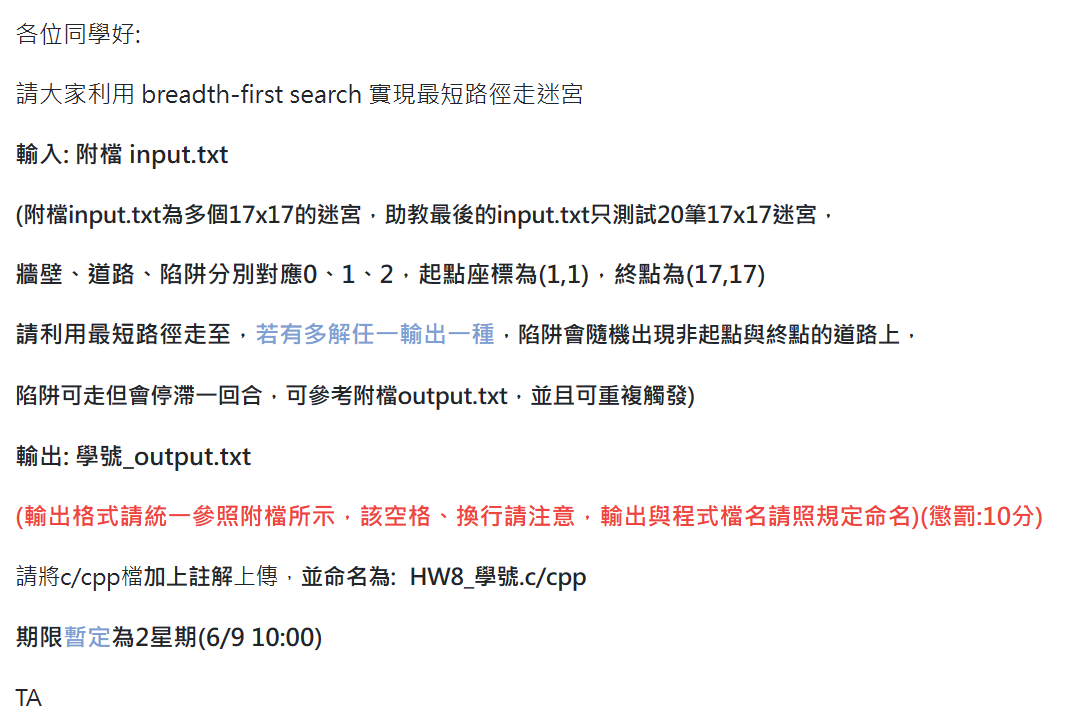 各位同學好:
請大家利用 breadth-first search 實現最短路徑走迷宮
輸入: 附檔 input.txt
(附檔input.txt為多個17x17的迷宮，助教最後的input.txt只測試20筆17x17迷宮，
牆壁、道路、陷阱分別對應0、1、2，起點座標為(1,1)，終點為(17,17)
請利用最短路徑走至，若有多解任一輸出一種，陷阱會隨機出現非起點與終點的道路上，
陷阱可走但會停滯一回合，可參考附檔output.txt，並且可重複觸發)
輸出: 學號_output.txt
(輸出格式請統一參照附檔所示，該空格、換行請注意，輸出與程式檔名請照規定命名)(懲罰:10分)
請將c/cpp檔加上註解上傳，並命名為: HW8_學號.c/cpp
期限暫定為2星期(6/9 10:00)
TA